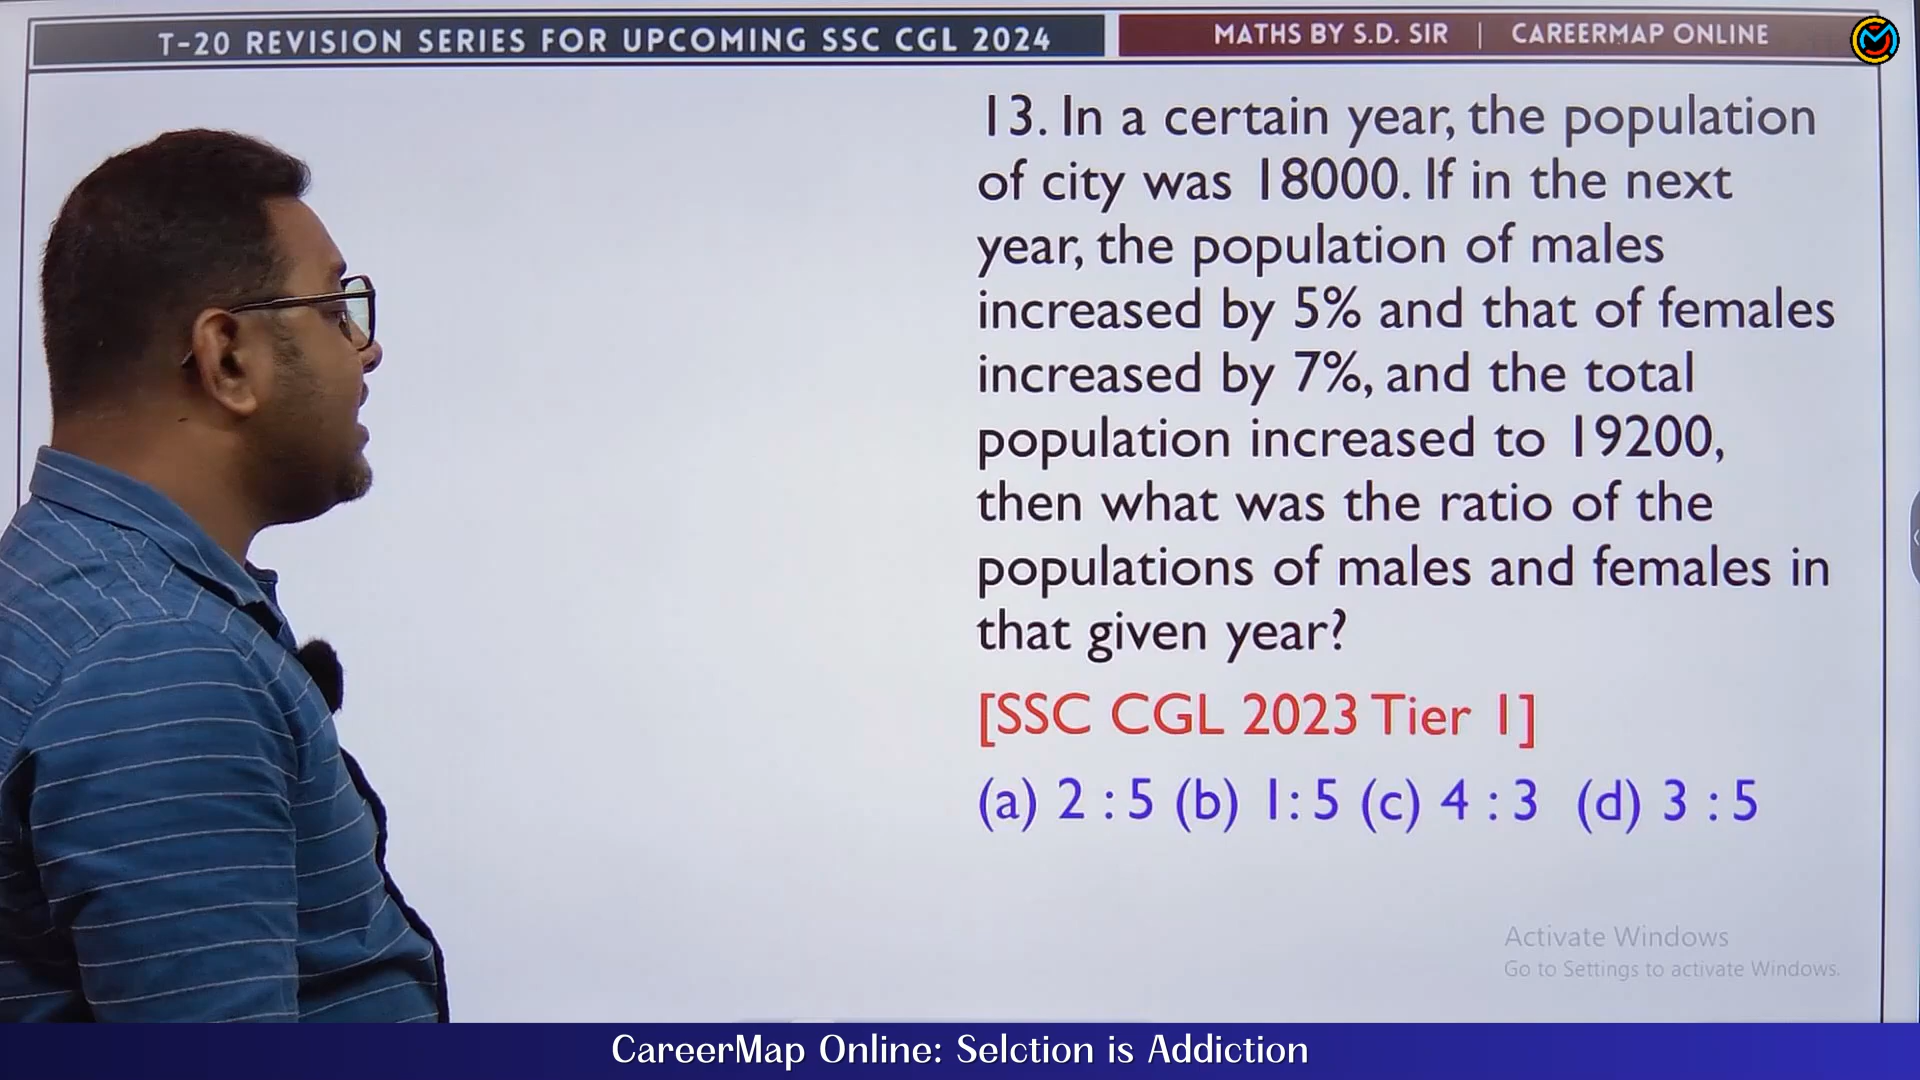 T-20 REVISION SERIES FOR UPCOMING SSC CGL 2024
MATHS BY S.D. SIR | CAREERMAP ONLINE
13. In a certain year, the population
of city was 18000. If in the next
year, the population of males
increased by 5% and that of females
increased by 7%, and the total
population increased to 19200,
then what was the ratio of the
populations of males and females in
that given year?
[SSC CGL 2023 Tier 1]
(a) 2 : 5 (b) 1: 5 (c) 4 : 3 (d) 3 : 5
Activate Windows
Go to Settings to activate Windows.
CareerMap Online: Selction is Addiction